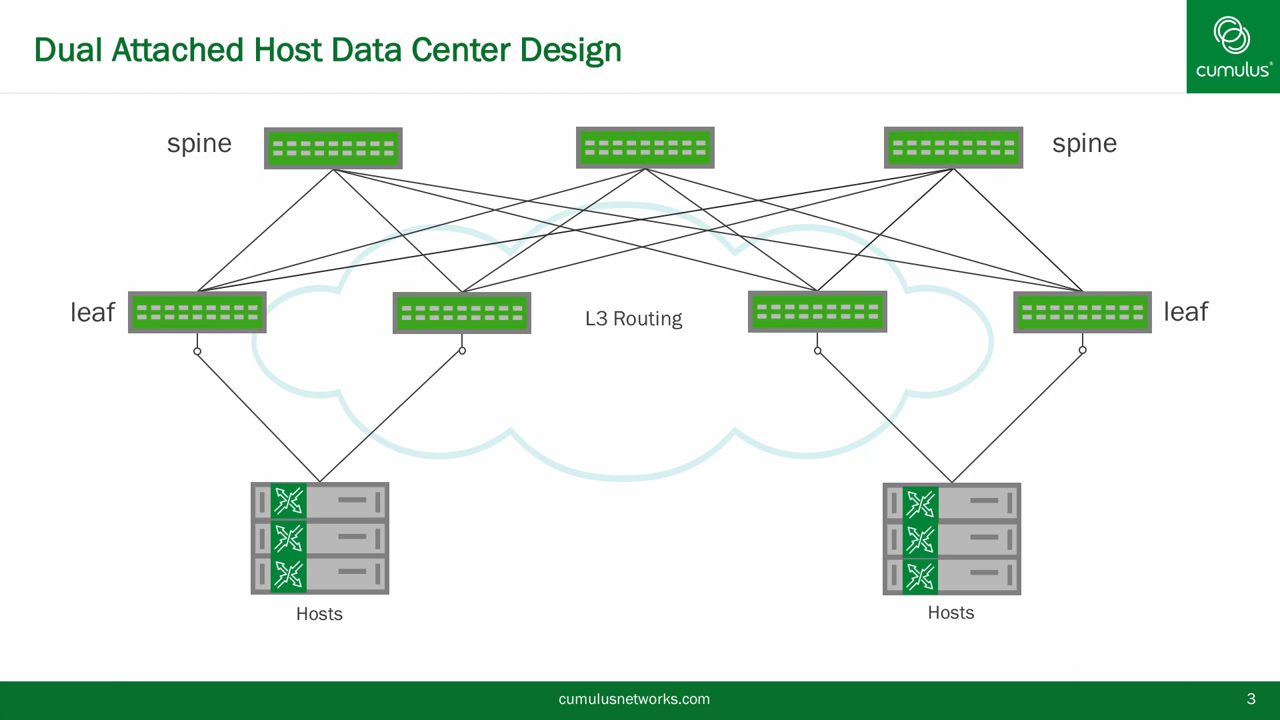 Dual Attached Host Data Center Design
cumulus®
spine
spine
leaf
L3 Routing
leaf
Hosts
Hosts
cumulusnetworks.com
3